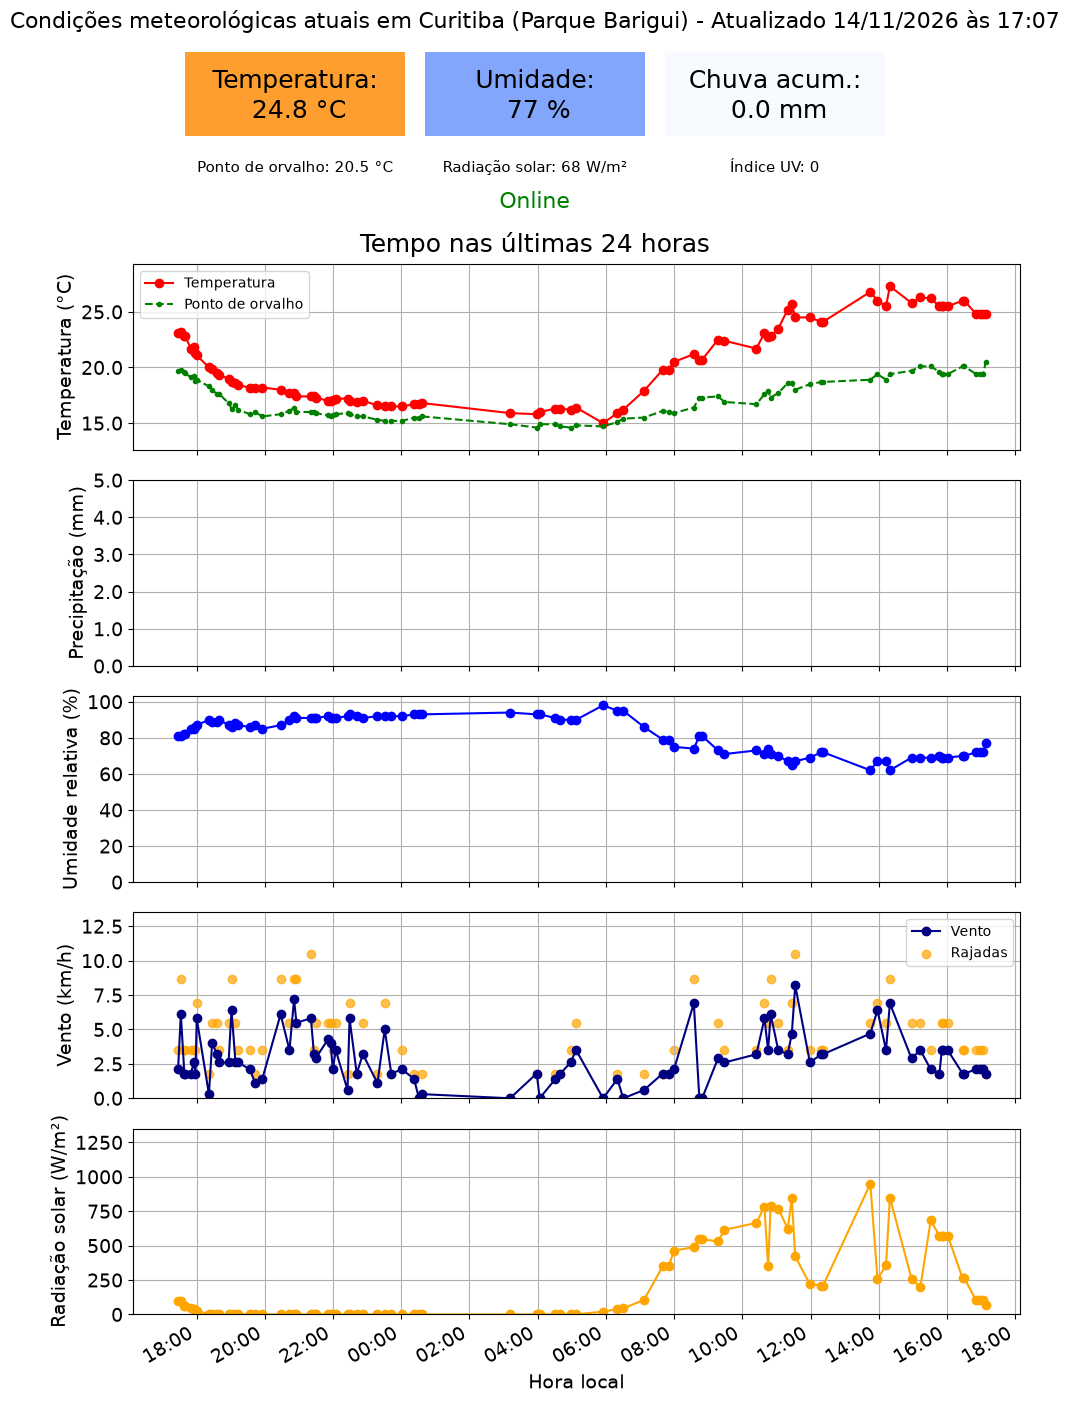 Condições meteorológicas atuais em Curitiba (Parque Barigui) - Atualizado 14/11/2026 às 17:07
Temperatura:
24.8 °C
Umidade:
77 %
Chuva acum.:
0.0 mm
Ponto de orvalho: 20.5 °C
Radiação solar: 68 W/m²
Índice UV: 0
Online
Tempo nas últimas 24 horas
Temperatura (°C)
25.0
20.0
15.0
Temperatura
Ponto de orvalho
Precipitação (mm)
5.0
4.0
3.0
2.0
1.0
0.0
Umidade relativa (%)
100
80
60
40
20
0
Vento (km/h)
12.5
10.0
7.5
5.0
2.5
0.0
Vento
Rajadas
Radiação solar (W/m²)
1250
1000
750
500
250
0
18:00
20:00
22:00
00:00
02:00
04:00
06:00
08:00
10:00
12:00
14:00
16:00
18:00
Hora local